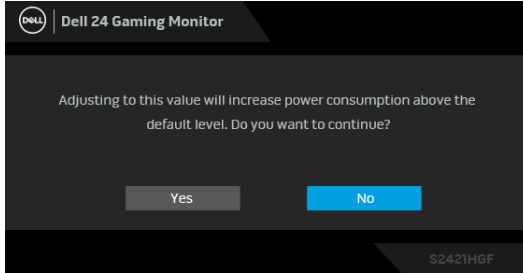 DELL
Dell 24 Gaming Monitor
Adjusting to this value will increase power consumption above the
default level. Do you want to continue?
Yes
No
S2421HGF